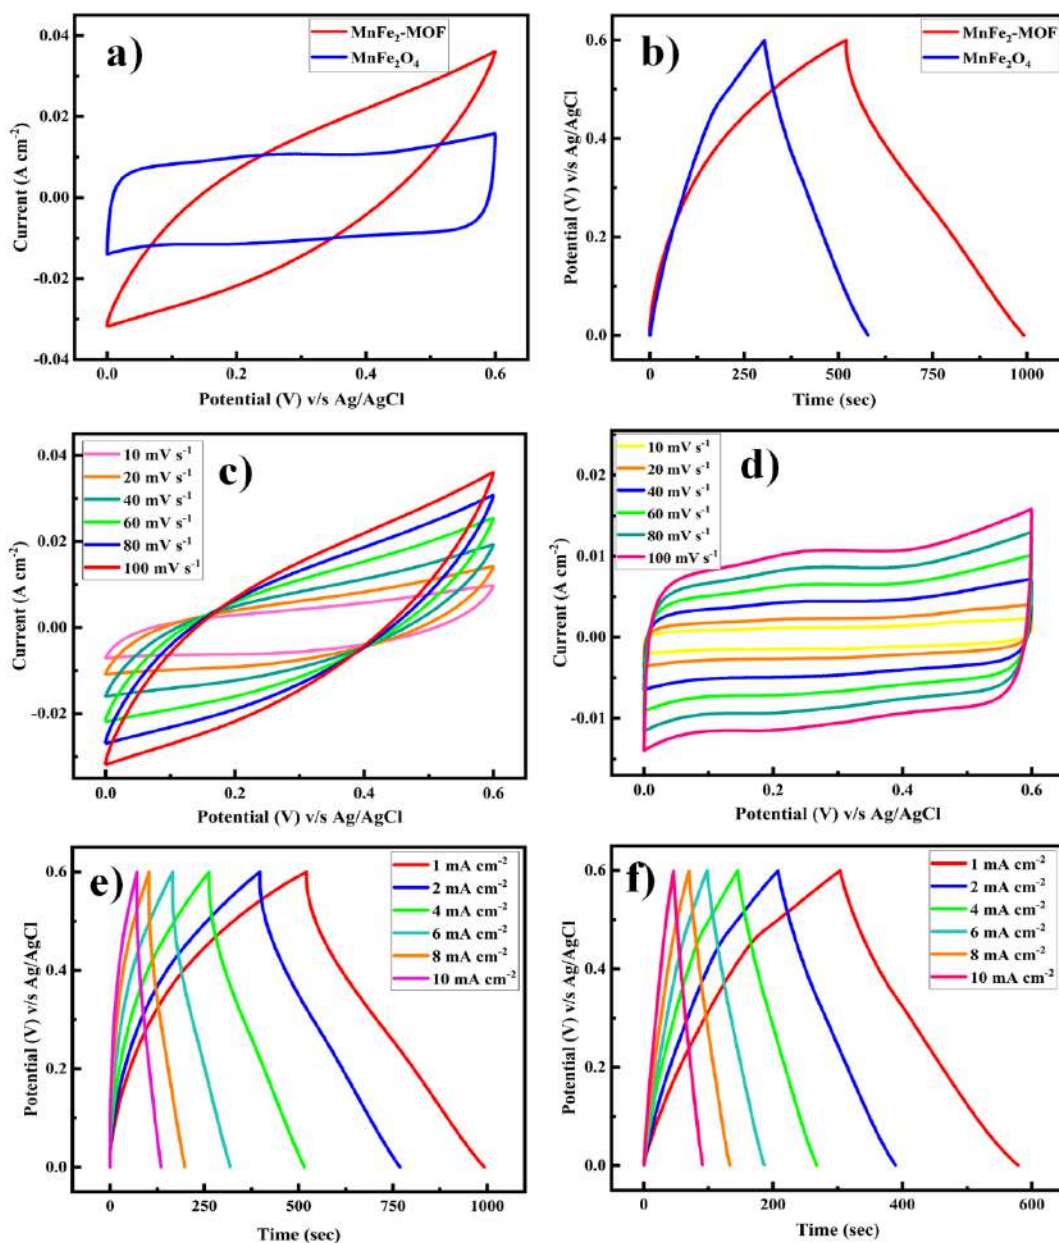 a)
MnFe₂-MOF
MnFe₂O₄
0.04
0.02
0.00
-0.02
-0.04
Current (A cm⁻²)
0.0 0.2 0.4 0.6
Potential (V) v/s Ag/AgCl
b)
MnFe₂-MOF
MnFe₂O₄
0.6
0.4
0.2
0.0
Potential (V) v/s Ag/AgCl
0 250 500 750 1000
Time (sec)
c)
10 mV s⁻¹
20 mV s⁻¹
40 mV s⁻¹
60 mV s⁻¹
80 mV s⁻¹
100 mV s⁻¹
0.04
0.02
0.00
-0.02
Current (A cm⁻²)
0.0 0.2 0.4 0.6
Potential (V) v/s Ag/AgCl
d)
10 mV s⁻¹
20 mV s⁻¹
40 mV s⁻¹
60 mV s⁻¹
80 mV s⁻¹
100 mV s⁻¹
0.02
0.01
0.00
-0.01
Current (A cm⁻²)
0.0 0.2 0.4 0.6
Potential (V) v/s Ag/AgCl
e)
1 mA cm⁻²
2 mA cm⁻²
4 mA cm⁻²
6 mA cm⁻²
8 mA cm⁻²
10 mA cm⁻²
0.6
0.4
0.2
0.0
Potential (V) v/s Ag/AgCl
0 250 500 750 1000
Time (sec)
f)
1 mA cm⁻²
2 mA cm⁻²
4 mA cm⁻²
6 mA cm⁻²
8 mA cm⁻²
10 mA cm⁻²
0.6
0.4
0.2
0.0
Potential (V) v/s Ag/AgCl
0 200 400 600
Time (sec)